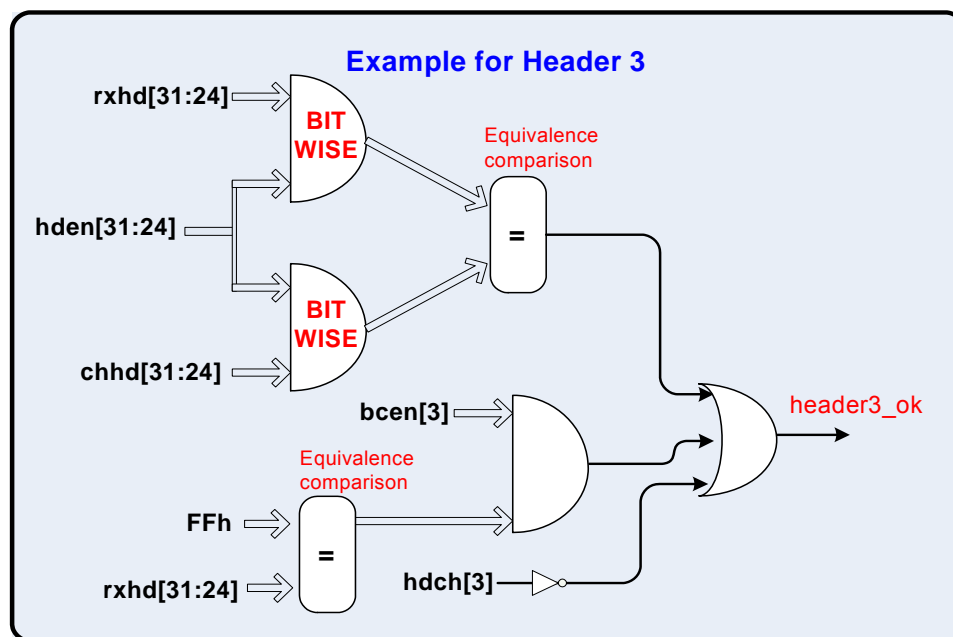 Example for Header 3
rxhd[31:24]
BIT
WISE
Equivalence
comparison
hden[31:24]
=
BIT
WISE
chhd[31:24]
bcen[3]
header3_ok
Equivalence
comparison
FFh
=
rxhd[31:24]
hdch[3]